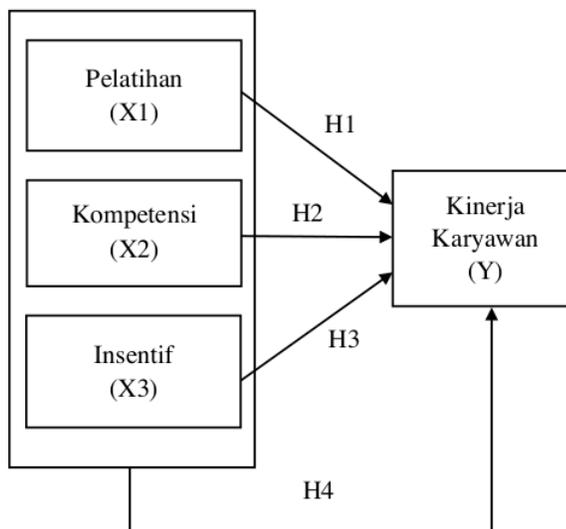 Pelatihan
(X1)
H1
Kompetensi
(X2)
H2
Kinerja
Karyawan
(Y)
Insentif
(X3)
H3
H4